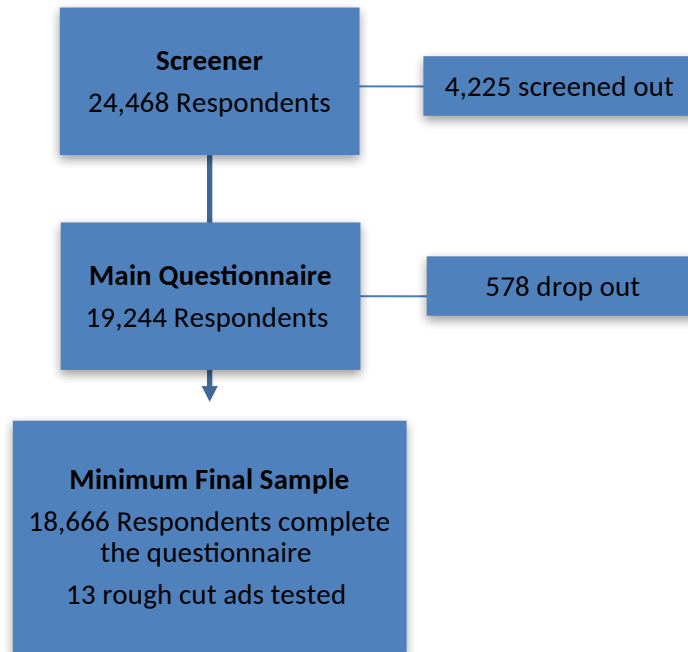 Screener
24,468 Respondents
4,225 screened out
Main Questionnaire
19,244 Respondents
578 drop out
Minimum Final Sample
18,666 Respondents complete
the questionnaire
13 rough cut ads tested